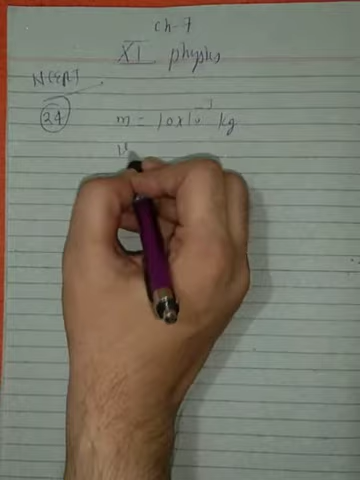 Ch-7
XI physics
NCERT
24
m = 10×10⁻³ kg